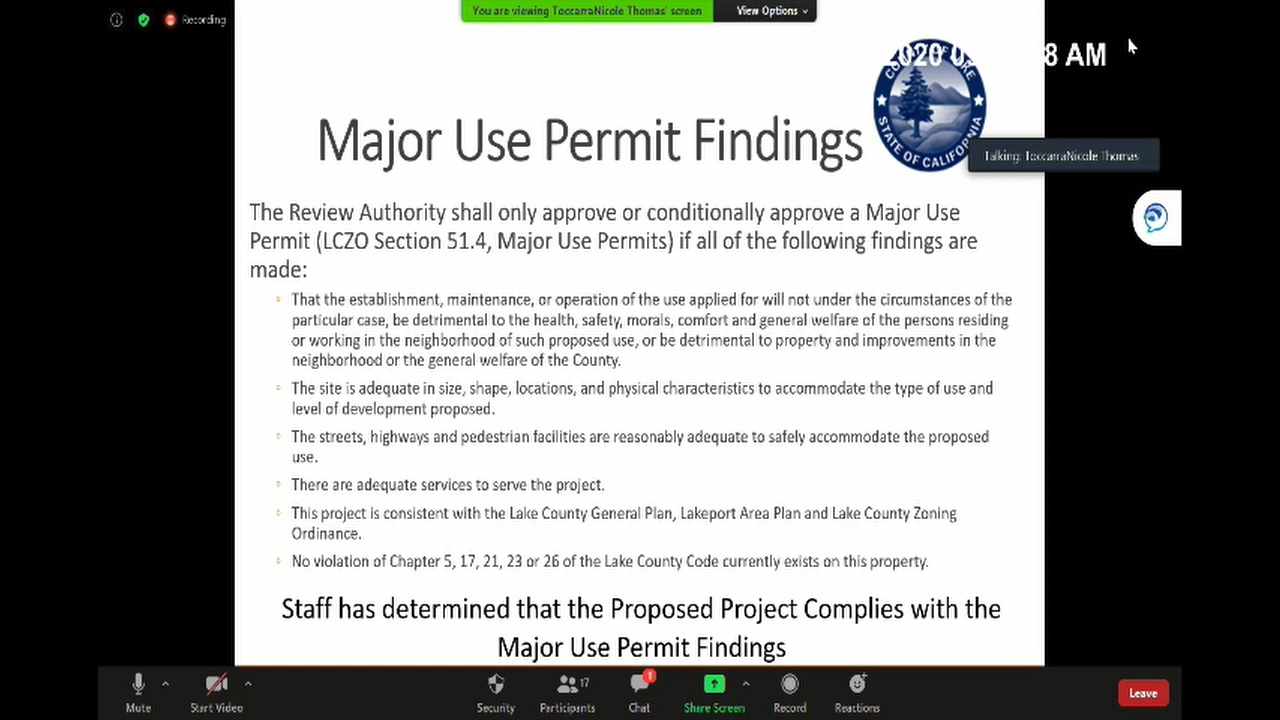 Recording
You are viewing ToccarraNicole Thomas' screen
View Options
2020
8 AM
STATE OF CALIFORNIA
Talking: ToccarraNicole Thomas
Major Use Permit Findings
The Review Authority shall only approve or conditionally approve a Major Use
Permit (LCZO Section 51.4, Major Use Permits) if all of the following findings are
made:
That the establishment, maintenance, or operation of the use applied for will not under the circumstances of the
particular case, be detrimental to the health, safety, morals, comfort and general welfare of the persons residing
or working in the neighborhood of such proposed use, or be detrimental to property and improvements in the
neighborhood or the general welfare of the County.
The site is adequate in size, shape, locations, and physical characteristics to accommodate the type of use and
level of development proposed.
The streets, highways and pedestrian facilities are reasonably adequate to safely accommodate the proposed
use.
There are adequate services to serve the project.
This project is consistent with the Lake County General Plan, Lakeport Area Plan and Lake County Zoning
Ordinance.
No violation of Chapter 5, 17, 21, 23 or 26 of the Lake County Code currently exists on this property.
Staff has determined that the Proposed Project Complies with the
Major Use Permit Findings
Mute
Start Video
Security
17
Participants
1
Chat
Share Screen
Record
Reactions
Leave